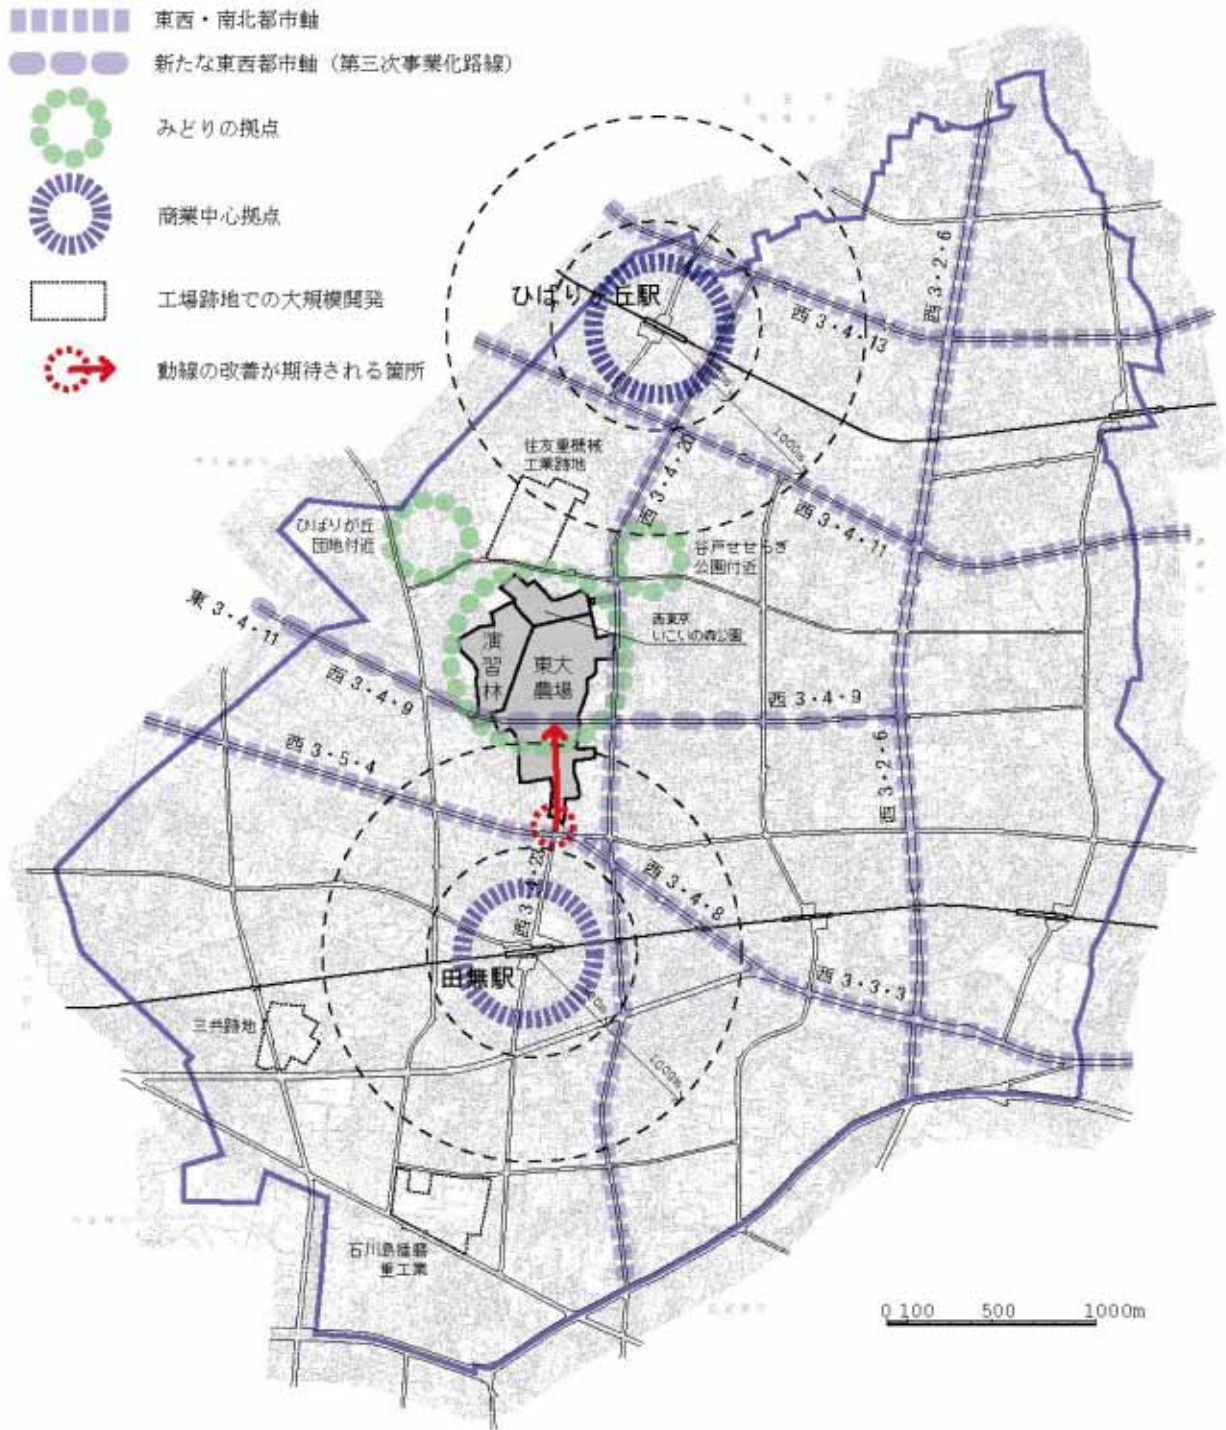 東西・南北都市軸
新たな東西都市軸（第三次事業化路線）
みどりの拠点
商業中心拠点
工場跡地での大規模開発
動線の改善が期待される箇所
西3・2・6
ひばりヶ丘駅
西3・4・13
1000m
住友重機械
工業跡地
西3・4・20
西3・4・11
ひばりが丘
団地付近
谷戸せせらぎ
公園付近
東3・4・11
西東京
いこいの森公園
演習林
東大
農場
西3・4・9
西3・4・9
西3・5・4
西3・2・6
西3・4・8
田無駅
西3・3・3
三共跡地
1000m
石川島播磨
重工業
0 100 500 1000m